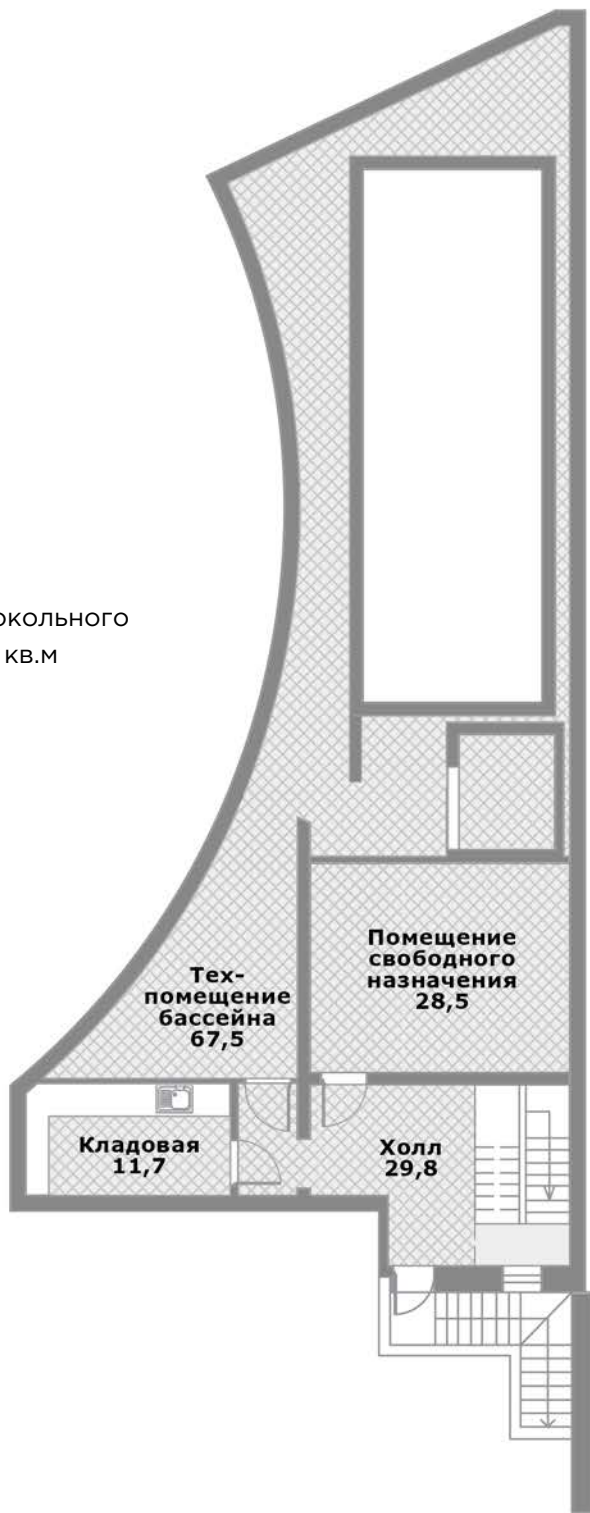 окольного
кв.м
Помещение
свободного
назначения
28,5
Тех-
помещение
бассейна
67,5
Кладовая
11,7
Холл
29,8